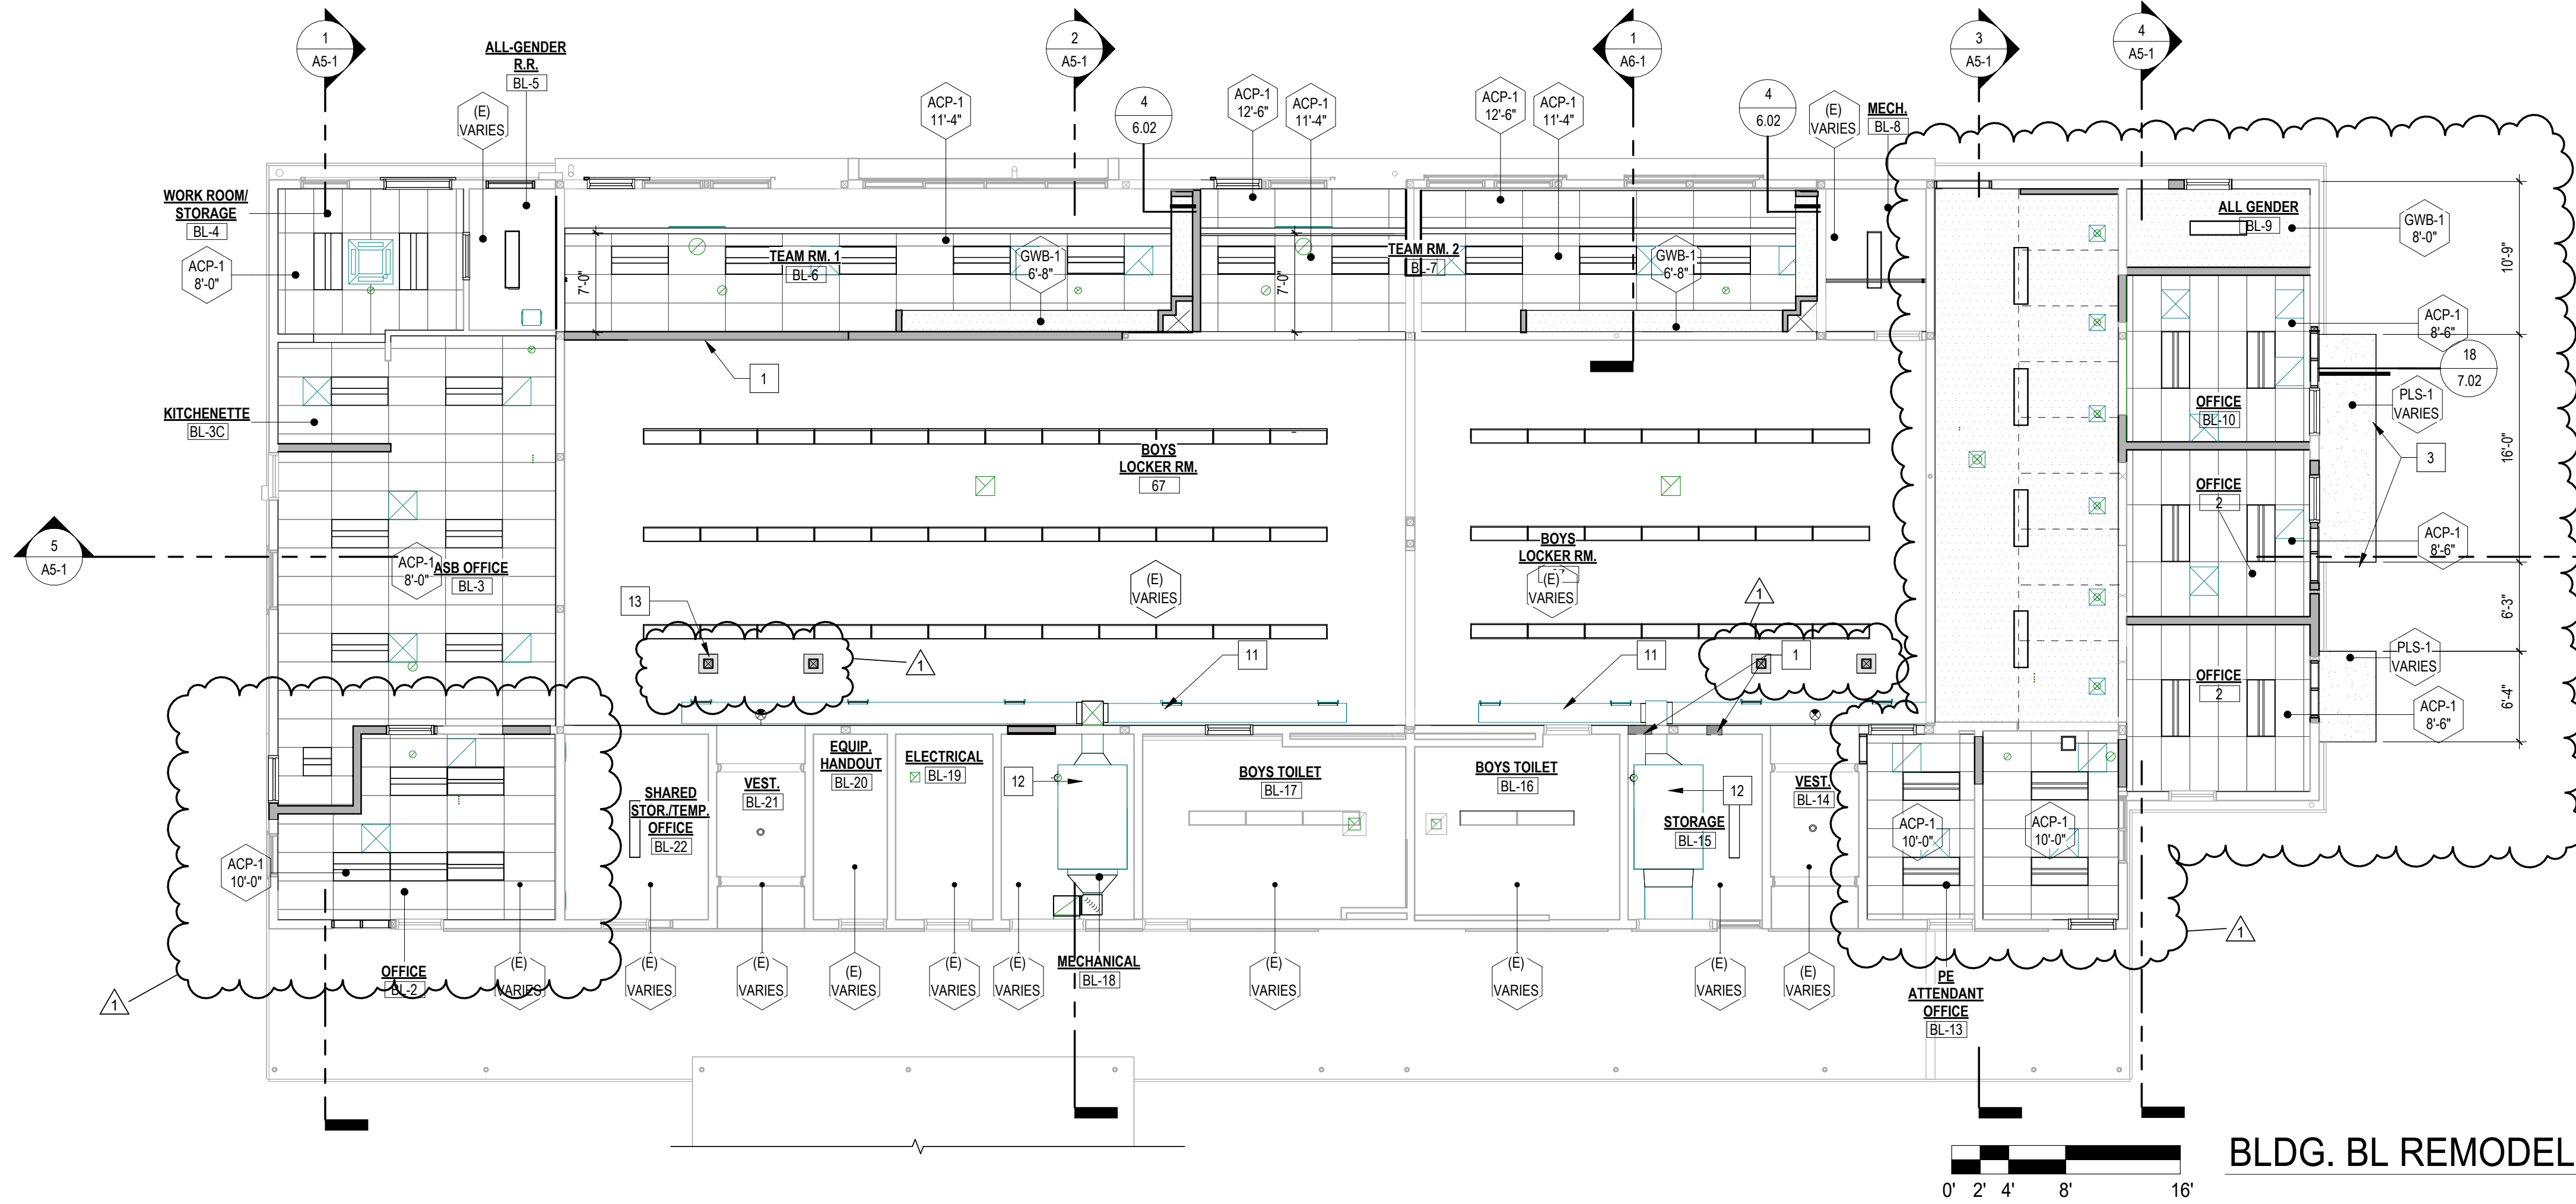 1
A5-1
2
A5-1
1
A6-1
3
A5-1
4
A5-1
ALL-GENDER
R.R.
BL-5
(E)
VARIES
ACP-1
11'-4"
4
6.02
ACP-1
12'-6"
ACP-1
11'-4"
ACP-1
12'-6"
ACP-1
11'-4"
4
6.02
(E)
VARIES
MECH.
BL-8
WORK ROOM/
STORAGE
BL-4
ACP-1
8'-0"
7'-0"
TEAM RM. 1
BL-6
GWB-1
6'-8"
7'-0"
TEAM RM. 2
BL-7
GWB-1
6'-8"
ALL GENDER
BL-9
GWB-1
8'-0"
10'-9"
ACP-1
8'-6"
18
7.02
1
KITCHENETTE
BL-3C
PLS-1
VARIES
OFFICE
BL-10
BOYS
LOCKER RM.
67
3
16'-0"
OFFICE
2
5
A5-1
ACP-1
8'-0"
ASB OFFICE
BL-3
BOYS
LOCKER RM.
(E)
VARIES
(E)
VARIES
ACP-1
8'-6"
13
1
6'-3"
1
11
11
1
PLS-1
VARIES
OFFICE
2
6'-4"
ACP-1
8'-6"
EQUIP.
HANDOUT
BL-20
ELECTRICAL
BL-19
12
BOYS TOILET
BL-17
BOYS TOILET
BL-16
VEST.
BL-21
SHARED
STOR./TEMP.
OFFICE
BL-22
12
STORAGE
BL-15
VEST.
BL-14
ACP-1
10'-0"
ACP-1
10'-0"
ACP-1
10'-0"
1
OFFICE
BL-2
(E)
VARIES
(E)
VARIES
(E)
VARIES
(E)
VARIES
(E)
VARIES
(E)
VARIES
MECHANICAL
BL-18
(E)
VARIES
(E)
VARIES
(E)
VARIES
(E)
VARIES
PE
ATTENDANT
OFFICE
BL-13
1
BLDG. BL REMODEL
0' 2' 4' 8' 16'